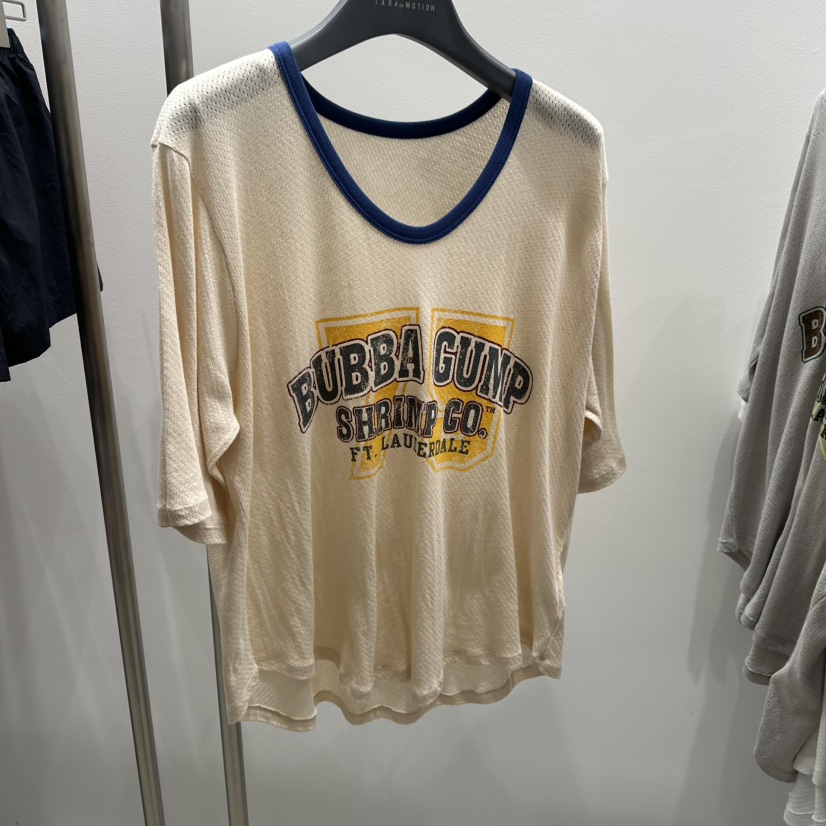 BUBBA GUMP
SHRIMP CO.™
FT. LAUDERDALE
B